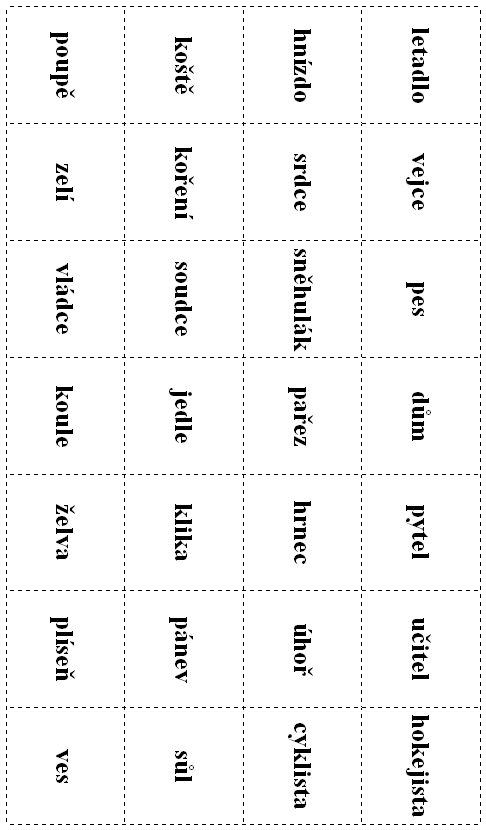 letadlo vejce pes dům pytel učitel hokejista
hnízdo srdce sněhulák pařez hrnec úhoř cyklista
koště koření soudce jedle klika pánev sůl
poupě zelí vládce koule želva plíseň ves